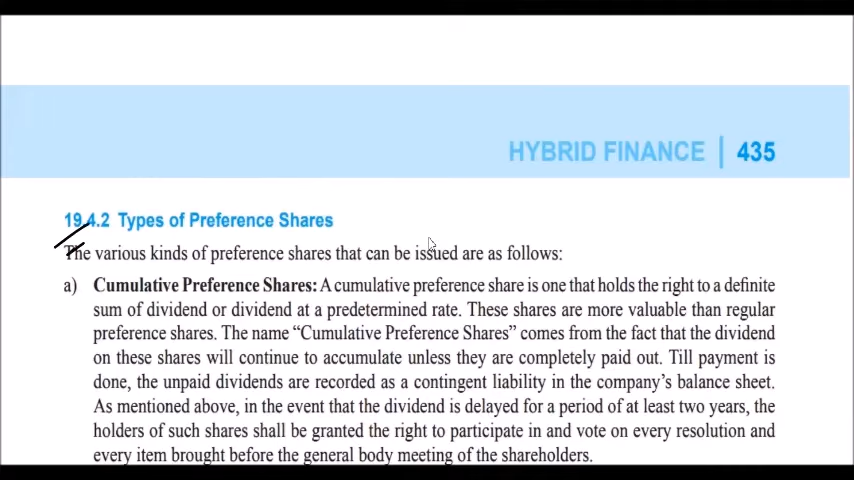 HYBRID FINANCE | 435
19.4.2 Types of Preference Shares
The various kinds of preference shares that can be issued are as follows:
a) Cumulative Preference Shares: A cumulative preference share is one that holds the right to a definite
sum of dividend or dividend at a predetermined rate. These shares are more valuable than regular
preference shares. The name “Cumulative Preference Shares” comes from the fact that the dividend
on these shares will continue to accumulate unless they are completely paid out. Till payment is
done, the unpaid dividends are recorded as a contingent liability in the company’s balance sheet.
As mentioned above, in the event that the dividend is delayed for a period of at least two years, the
holders of such shares shall be granted the right to participate in and vote on every resolution and
every item brought before the general body meeting of the shareholders.